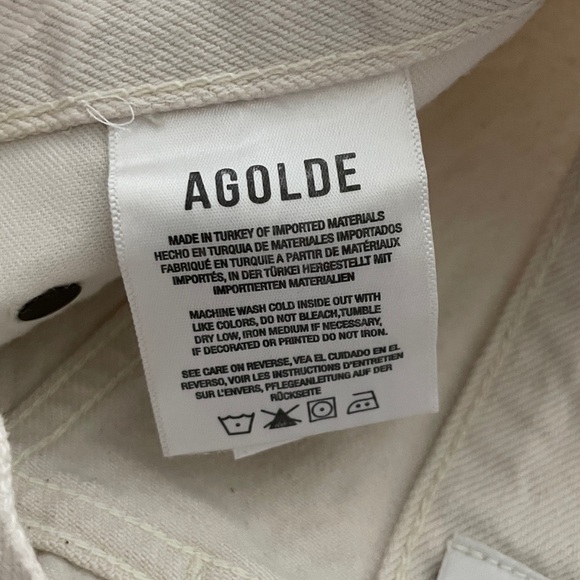 AGOLDE
MADE IN TURKEY OF IMPORTED MATERIALS
HECHO EN TURQUIA DE MATERIALES IMPORTADOS
FABRIQUÉ EN TURQUIE A PARTIR DE MATÉRIAUX
IMPORTÉS, IN DER TÜRKEI HERGESTELLT MIT
IMPORTIERTEN MATERIALIEN
MACHINE WASH COLD INSIDE OUT WITH
LIKE COLORS, DO NOT BLEACH,TUMBLE
DRY LOW, IRON MEDIUM IF NECESSARY,
IF DECORATED OR PRINTED DO NOT IRON.
SEE CARE ON REVERSE, VEA EL CUIDADO EN EL
REVERSO, VOIR LES INSTRUCTIONS D'ENTRETIEN
SUR L'ENVERS, PFLEGEANLEITUNG AUF DER
RÜCKSEITE